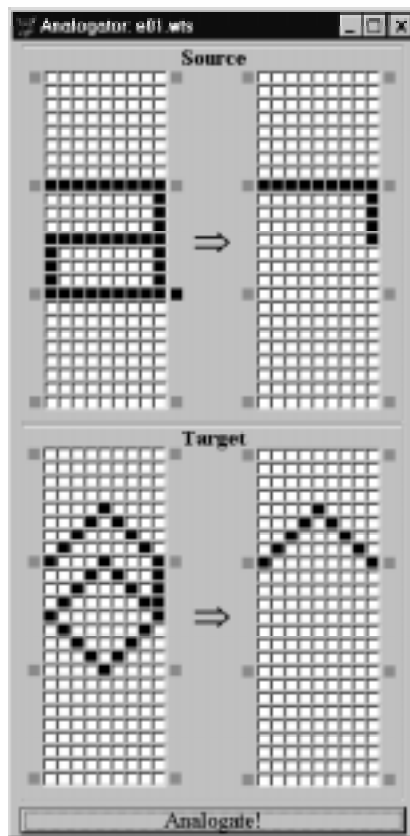 Analogator: e01.wts
Source
⇒
Target
⇒
Analogate!